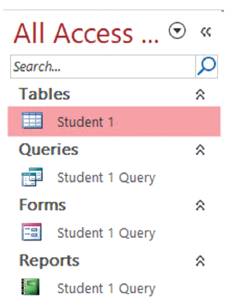 All Access ...
Search...
Tables
Student 1
Queries
Student 1 Query
Forms
Student 1 Query
Reports
Student 1 Query